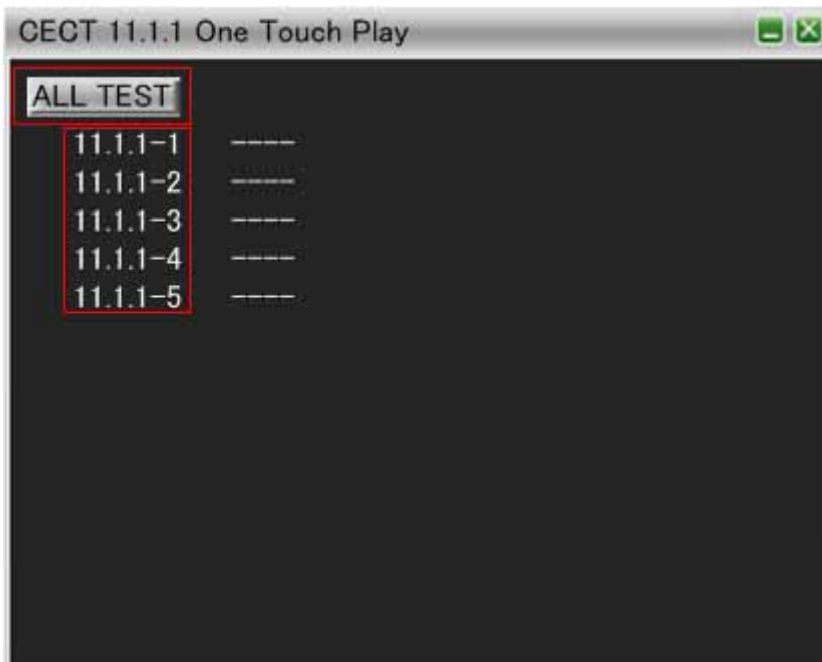 CECT 11.1.1 One Touch Play
ALL TEST
11.1.1-1 ----
11.1.1-2 ----
11.1.1-3 ----
11.1.1-4 ----
11.1.1-5 ----